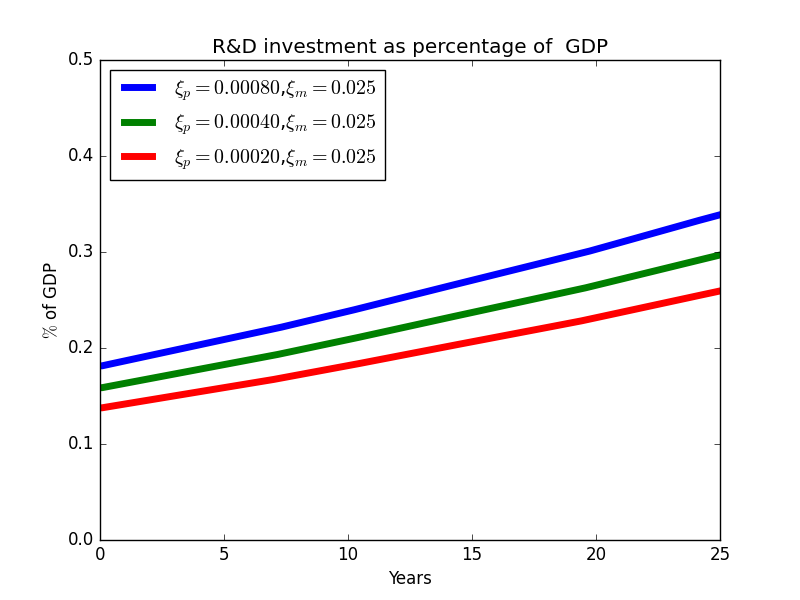 R&D investment as percentage of GDP
ξp = 0.00080,ξm = 0.025
ξp = 0.00040,ξm = 0.025
ξp = 0.00020,ξm = 0.025
0.5
0.4
0.3
0.2
0.1
0.0
% of GDP
0 5 10 15 20 25
Years